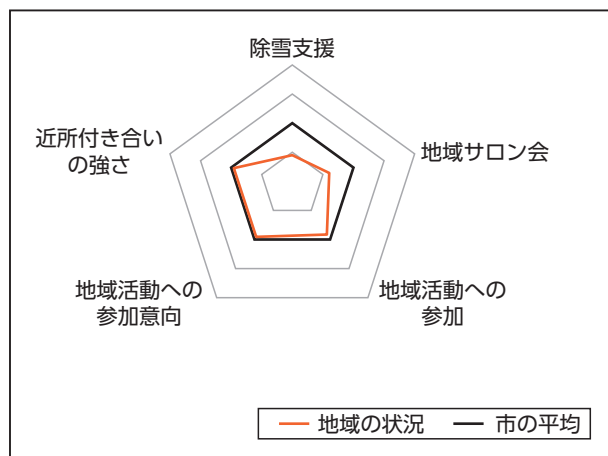 除雪支援
近所付き合い
の強さ
地域サロン会
地域活動への
参加意向
地域活動への
参加
地域の状況
市の平均